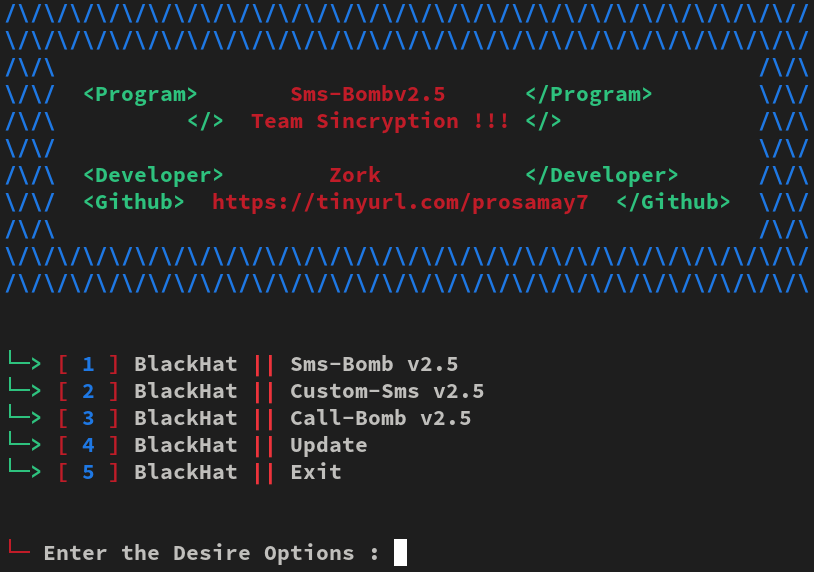 /\/\/\/\/\/\/\/\/\/\/\/\/\/\/\/\/\/\/\/\/\/\/\/\/\/\/\/\/\/\//
\/\/\/\/\/\/\/\/\/\/\/\/\/\/\/\/\/\/\/\/\/\/\/\/\/\/\/\/\/\//
/\/\ /\/\
\/\/ <Program> Sms-Bombv2.5 </Program> \/\/
/\/\ </> Team Sincryption !!! </> /\/\
\/\/ \/\/
/\/\ <Developer> Zork </Developer> /\/\
\/\/ <Github> https://tinyurl.com/prosamay7 </Github> \/\/
/\/\ /\/\
\/\/\/\/\/\/\/\/\/\/\/\/\/\/\/\/\/\/\/\/\/\/\/\/\/\/\/\/\/\//
/\/\/\/\/\/\/\/\/\/\/\/\/\/\/\/\/\/\/\/\/\/\/\/\/\/\/\/\/\/\
└─> [ 1 ] BlackHat || Sms-Bomb v2.5
└─> [ 2 ] BlackHat || Custom-Sms v2.5
└─> [ 3 ] BlackHat || Call-Bomb v2.5
└─> [ 4 ] BlackHat || Update
└─> [ 5 ] BlackHat || Exit
└─ Enter the Desire Options :